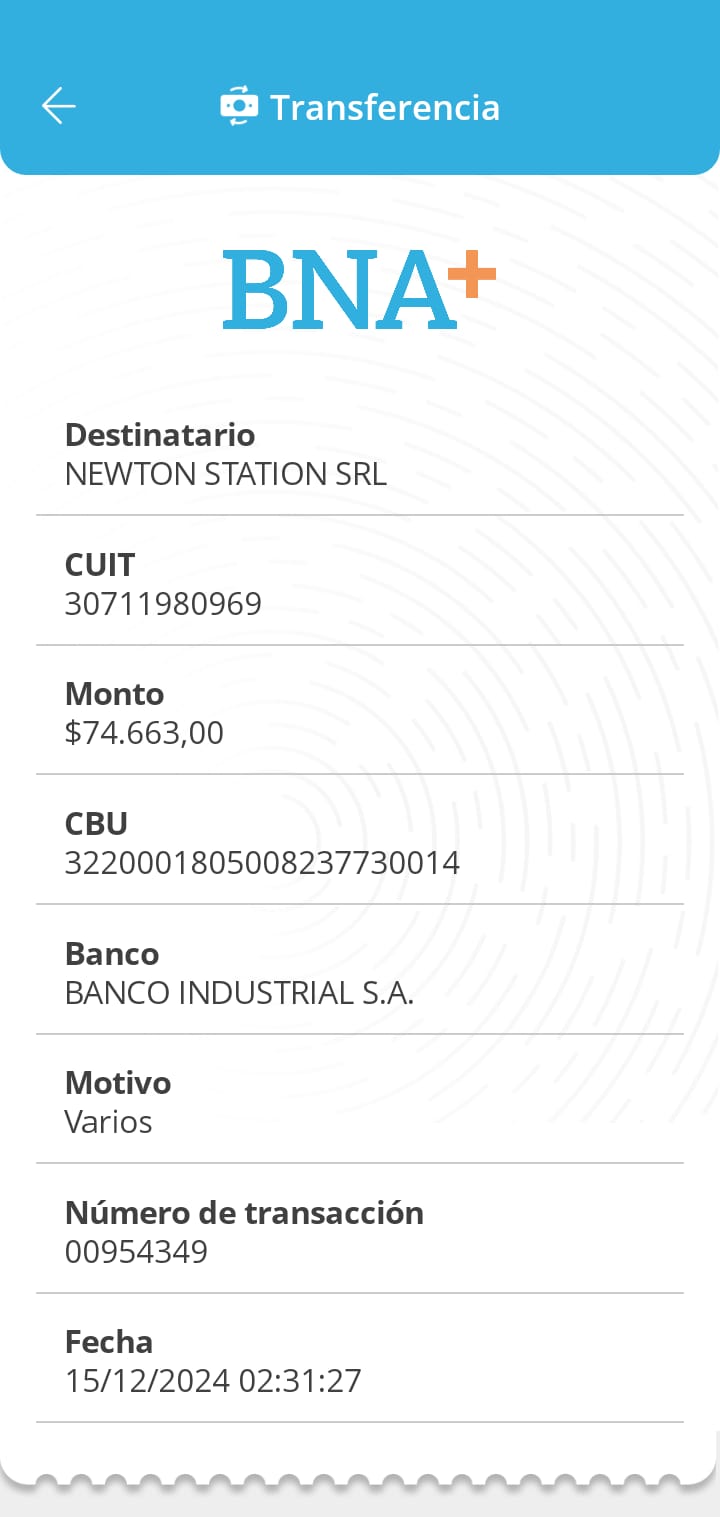 Transferencia
BNA+
Destinatario
NEWTON STATION SRL
CUIT
30711980969
Monto
$74.663,00
CBU
3220001805008237730014
Banco
BANCO INDUSTRIAL S.A.
Motivo
Varios
Número de transacción
00954349
Fecha
15/12/2024 02:31:27